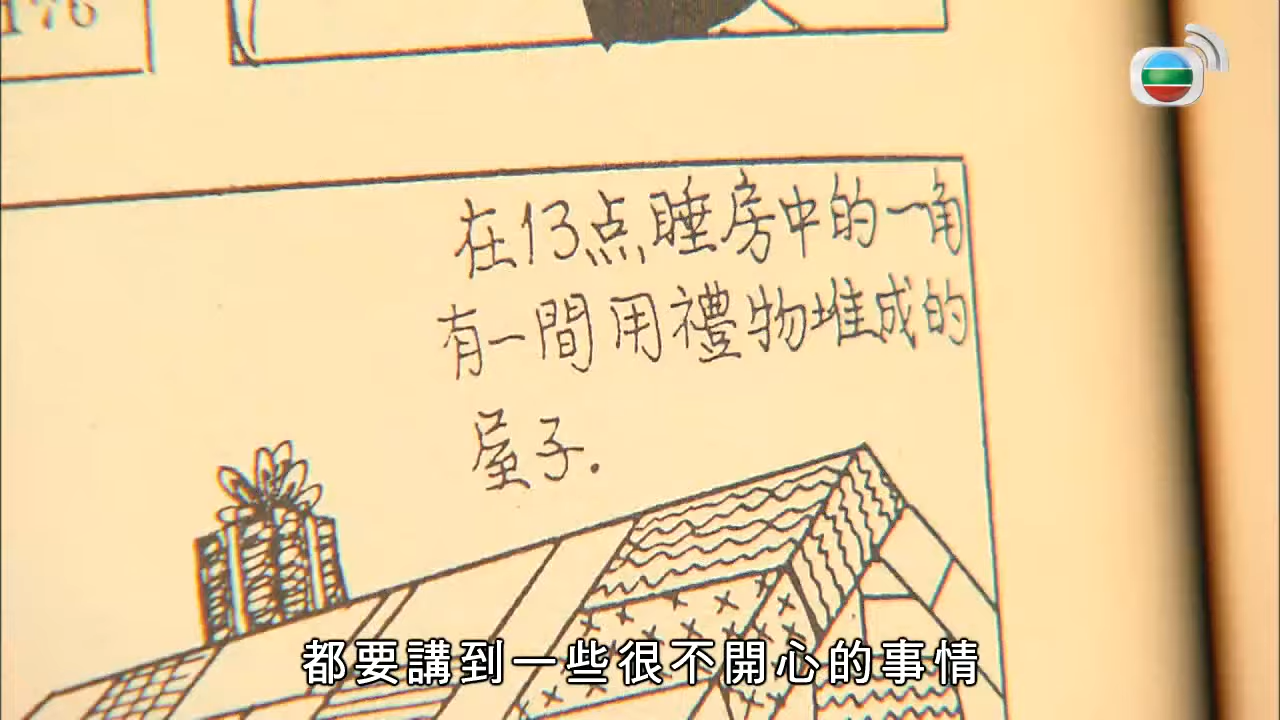 176
在13点睡房中的一角
有一間用禮物堆成的
屋子.
都要講到一些很不開心的事情